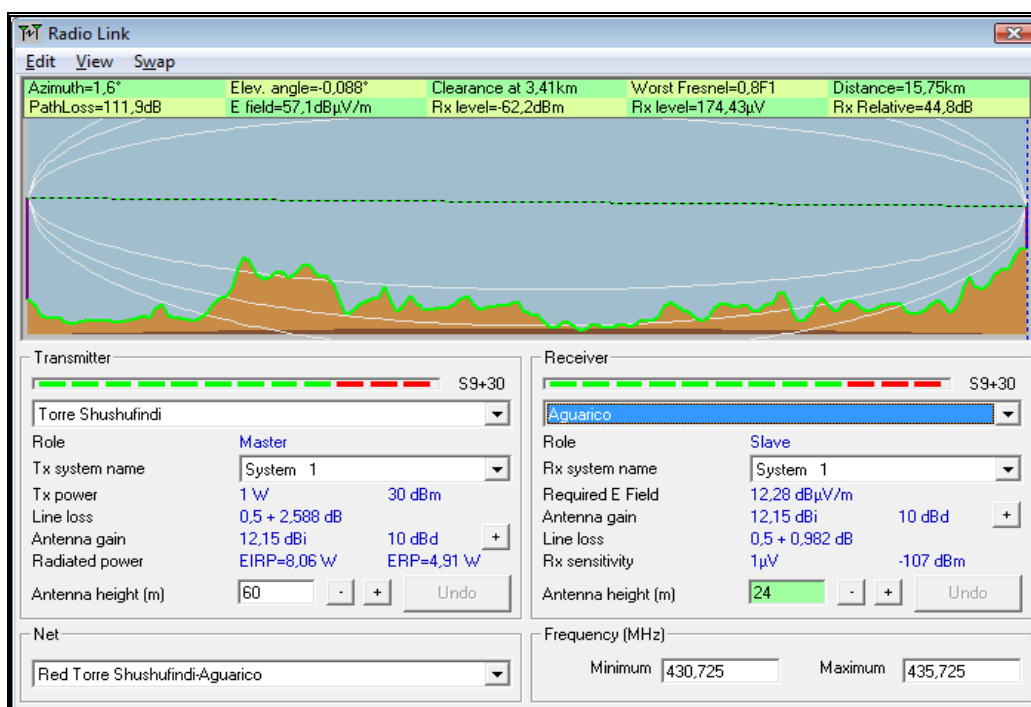 Radio Link
Edit View Swap
Azimuth=1,6° Elev. angle=-0,088° Clearance at 3,41km Worst Fresnel=0,8F1 Distance=15,75km
PathLoss=111,9dB E field=57,1dBµV/m Rx level=-62,2dBm Rx level=174,43µV Rx Relative=44,8dB
Transmitter
S9+30
Torre Shushufindi
Role Master
Tx system name System 1
Tx power 1 W 30 dBm
Line loss 0,5 + 2,588 dB
Antenna gain 12,15 dBi 10 dBd +
Radiated power EIRP=8,06 W ERP=4,91 W
Antenna height (m) 60 - + Undo
Receiver
S9+30
Aguarico
Role Slave
Rx system name System 1
Required E Field 12,28 dBµV/m
Antenna gain 12,15 dBi 10 dBd +
Line loss 0,5 + 0,982 dB
Rx sensitivity 1µV -107 dBm
Antenna height (m) 24 - + Undo
Net
Red Torre Shushufindi-Aguarico
Frequency (MHz)
Minimum 430,725 Maximum 435,725